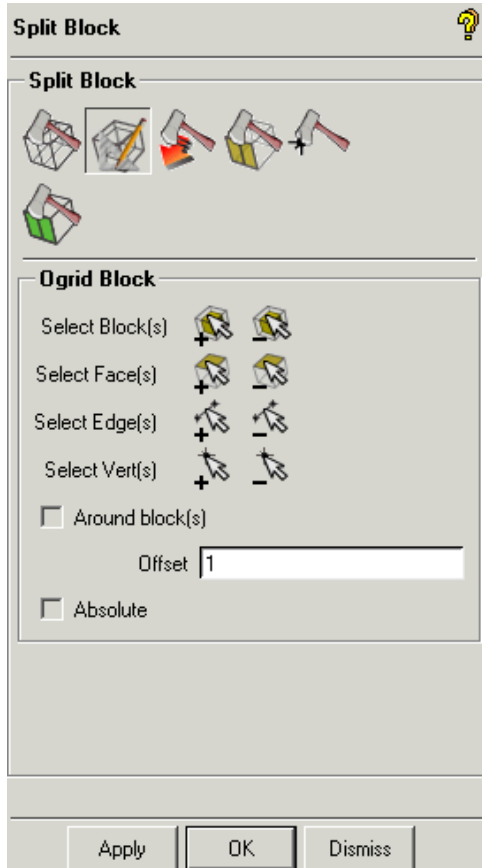 Split Block
Split Block
Ogrid Block
Select Block(s)
Select Face(s)
Select Edge(s)
Select Vert(s)
Around block(s)
Offset 1
Absolute
Apply OK Dismiss